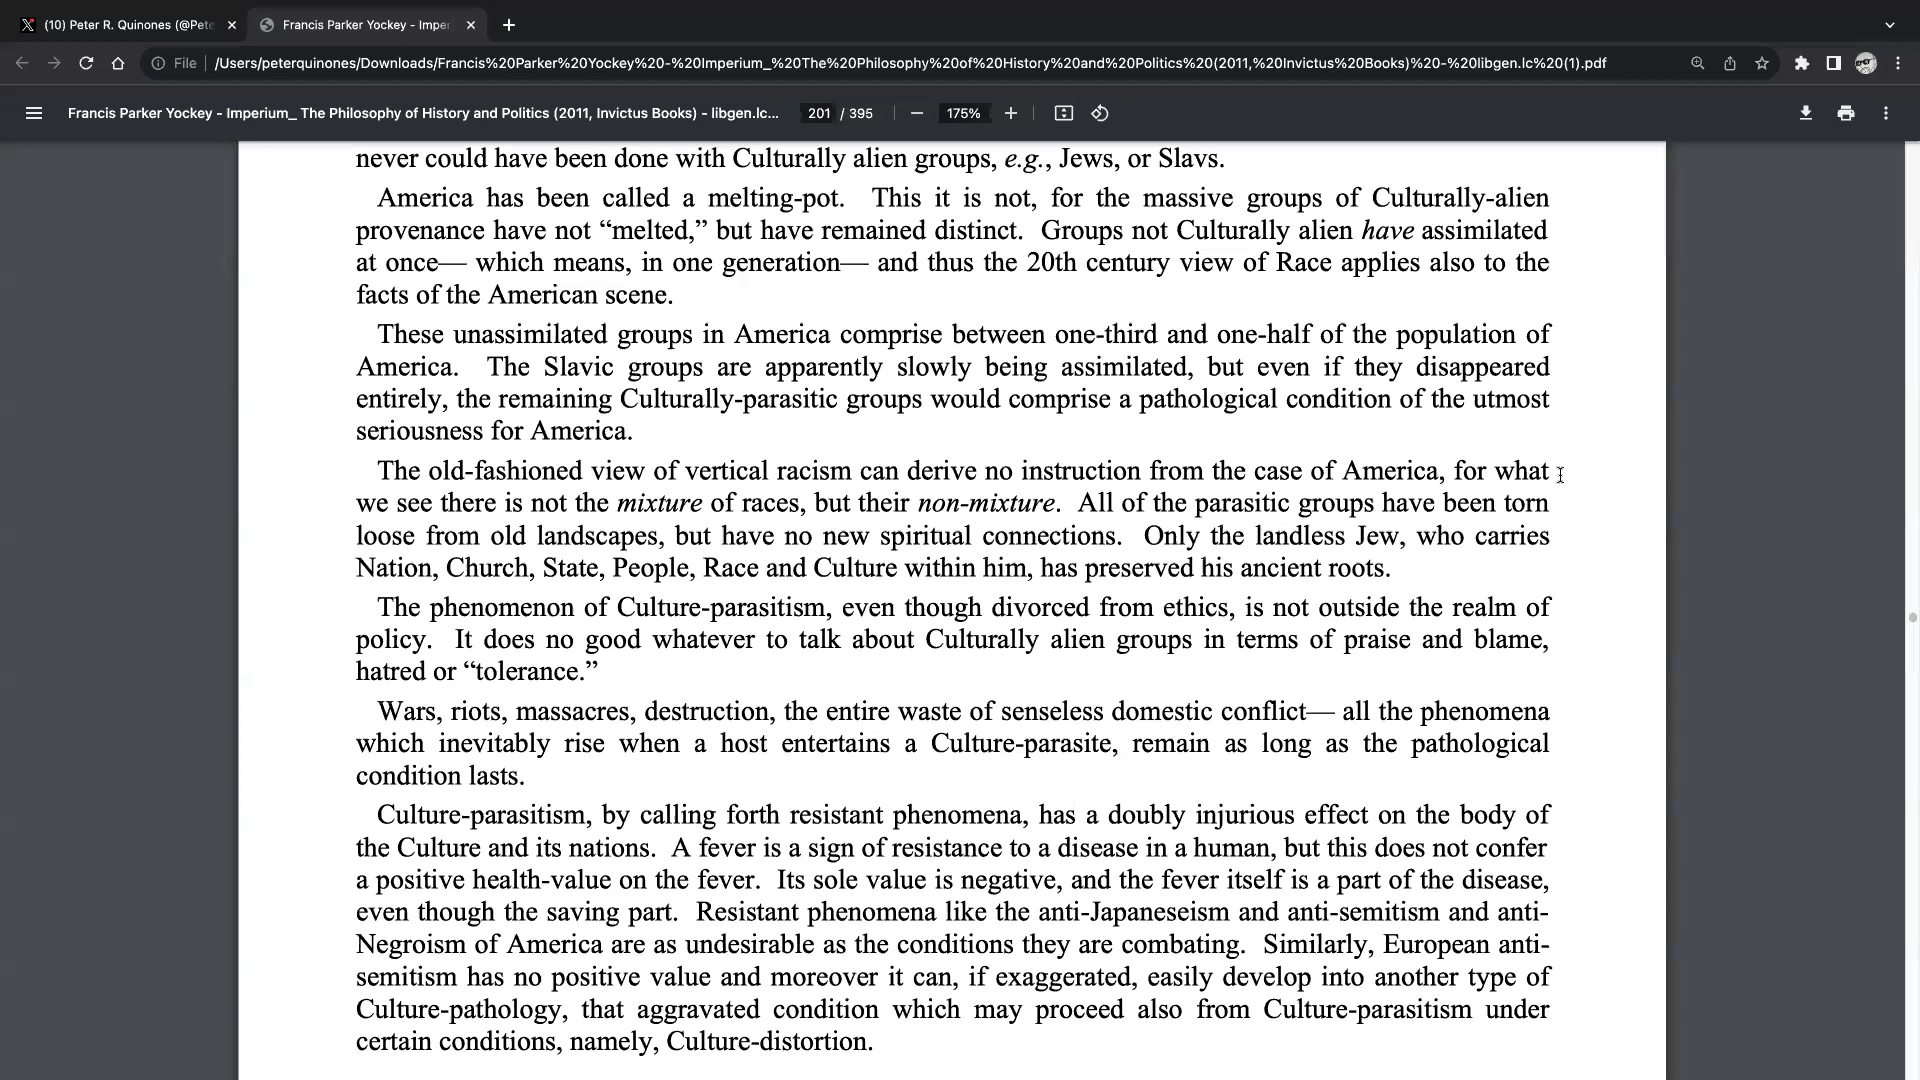 (10) Peter R. Quinones (@Pete
Francis Parker Yockey - Imper
File
/Users/peterquinones/Downloads/Francis%20Parker%20Yockey%20-%20Imperium_%20The%20Philosophy%20of%20History%20and%20Politics%20(2011,%20Invictus%20Books)%20-%20libgen.lc%20(1).pdf
Francis Parker Yockey - Imperium_ The Philosophy of History and Politics (2011, Invictus Books) - libgen.lc...
201 / 395
175%
never could have been done with Culturally alien groups, e.g., Jews, or Slavs.
America has been called a melting-pot. This it is not, for the massive groups of Culturally-alien
provenance have not “melted,” but have remained distinct. Groups not Culturally alien have assimilated
at once— which means, in one generation— and thus the 20th century view of Race applies also to the
facts of the American scene.
These unassimilated groups in America comprise between one-third and one-half of the population of
America. The Slavic groups are apparently slowly being assimilated, but even if they disappeared
entirely, the remaining Culturally-parasitic groups would comprise a pathological condition of the utmost
seriousness for America.
The old-fashioned view of vertical racism can derive no instruction from the case of America, for what
we see there is not the mixture of races, but their non-mixture. All of the parasitic groups have been torn
loose from old landscapes, but have no new spiritual connections. Only the landless Jew, who carries
Nation, Church, State, People, Race and Culture within him, has preserved his ancient roots.
The phenomenon of Culture-parasitism, even though divorced from ethics, is not outside the realm of
policy. It does no good whatever to talk about Culturally alien groups in terms of praise and blame,
hatred or “tolerance.”
Wars, riots, massacres, destruction, the entire waste of senseless domestic conflict— all the phenomena
which inevitably rise when a host entertains a Culture-parasite, remain as long as the pathological
condition lasts.
Culture-parasitism, by calling forth resistant phenomena, has a doubly injurious effect on the body of
the Culture and its nations. A fever is a sign of resistance to a disease in a human, but this does not confer
a positive health-value on the fever. Its sole value is negative, and the fever itself is a part of the disease,
even though the saving part. Resistant phenomena like the anti-Japaneseism and anti-semitism and anti-
Negroism of America are as undesirable as the conditions they are combating. Similarly, European anti-
semitism has no positive value and moreover it can, if exaggerated, easily develop into another type of
Culture-pathology, that aggravated condition which may proceed also from Culture-parasitism under
certain conditions, namely, Culture-distortion.